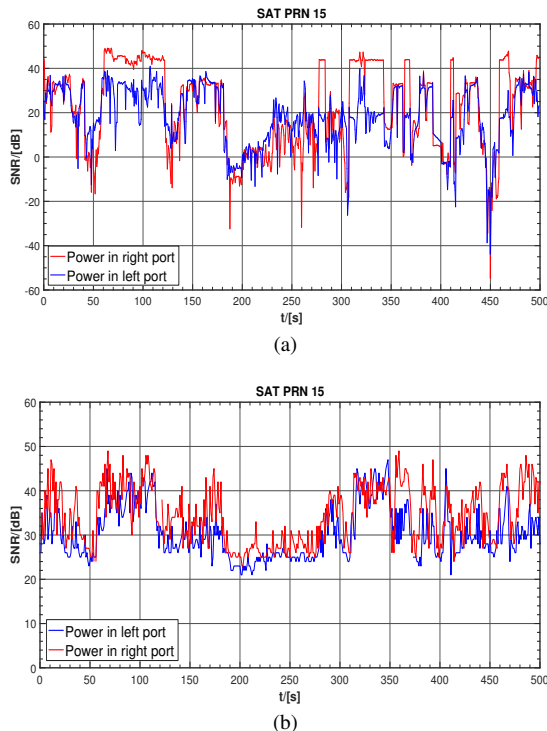 SAT PRN 15
60
40
20
0
-20
-40
-60
SNR/[dB]
Power in right port
Power in left port
0 50 100 150 200 250 300 350 400 450 500
t/[s]
(a)
SAT PRN 15
60
50
40
30
20
10
0
SNR/[dB]
Power in left port
Power in right port
0 50 100 150 200 250 300 350 400 450 500
t/[s]
(b)